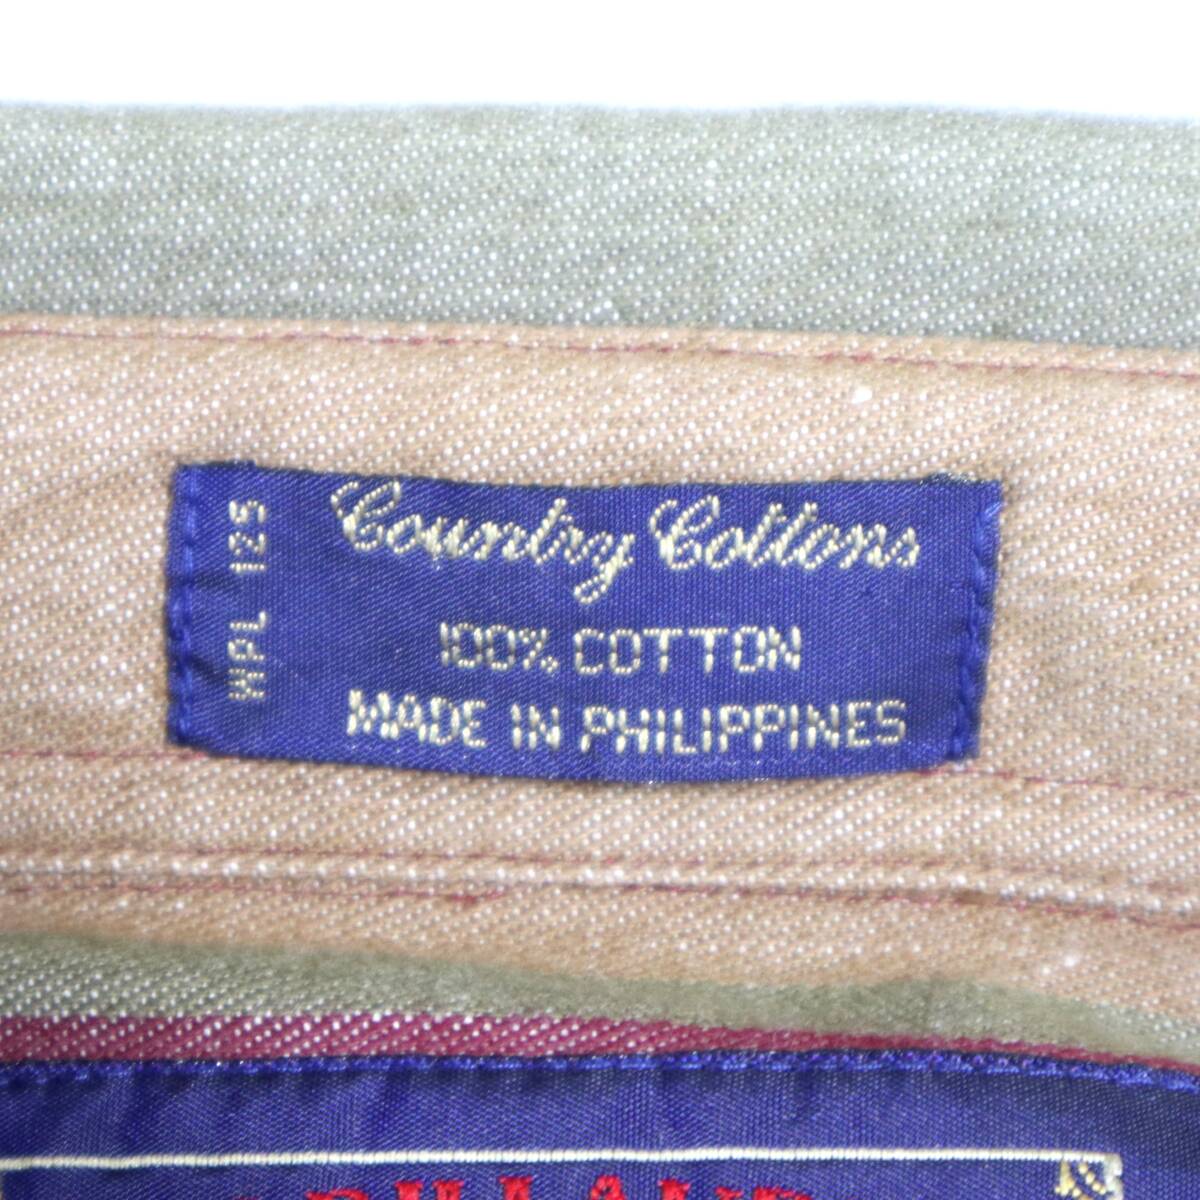 Country Cottons
100% COTTON
MADE IN PHILIPPINES
WPL 125